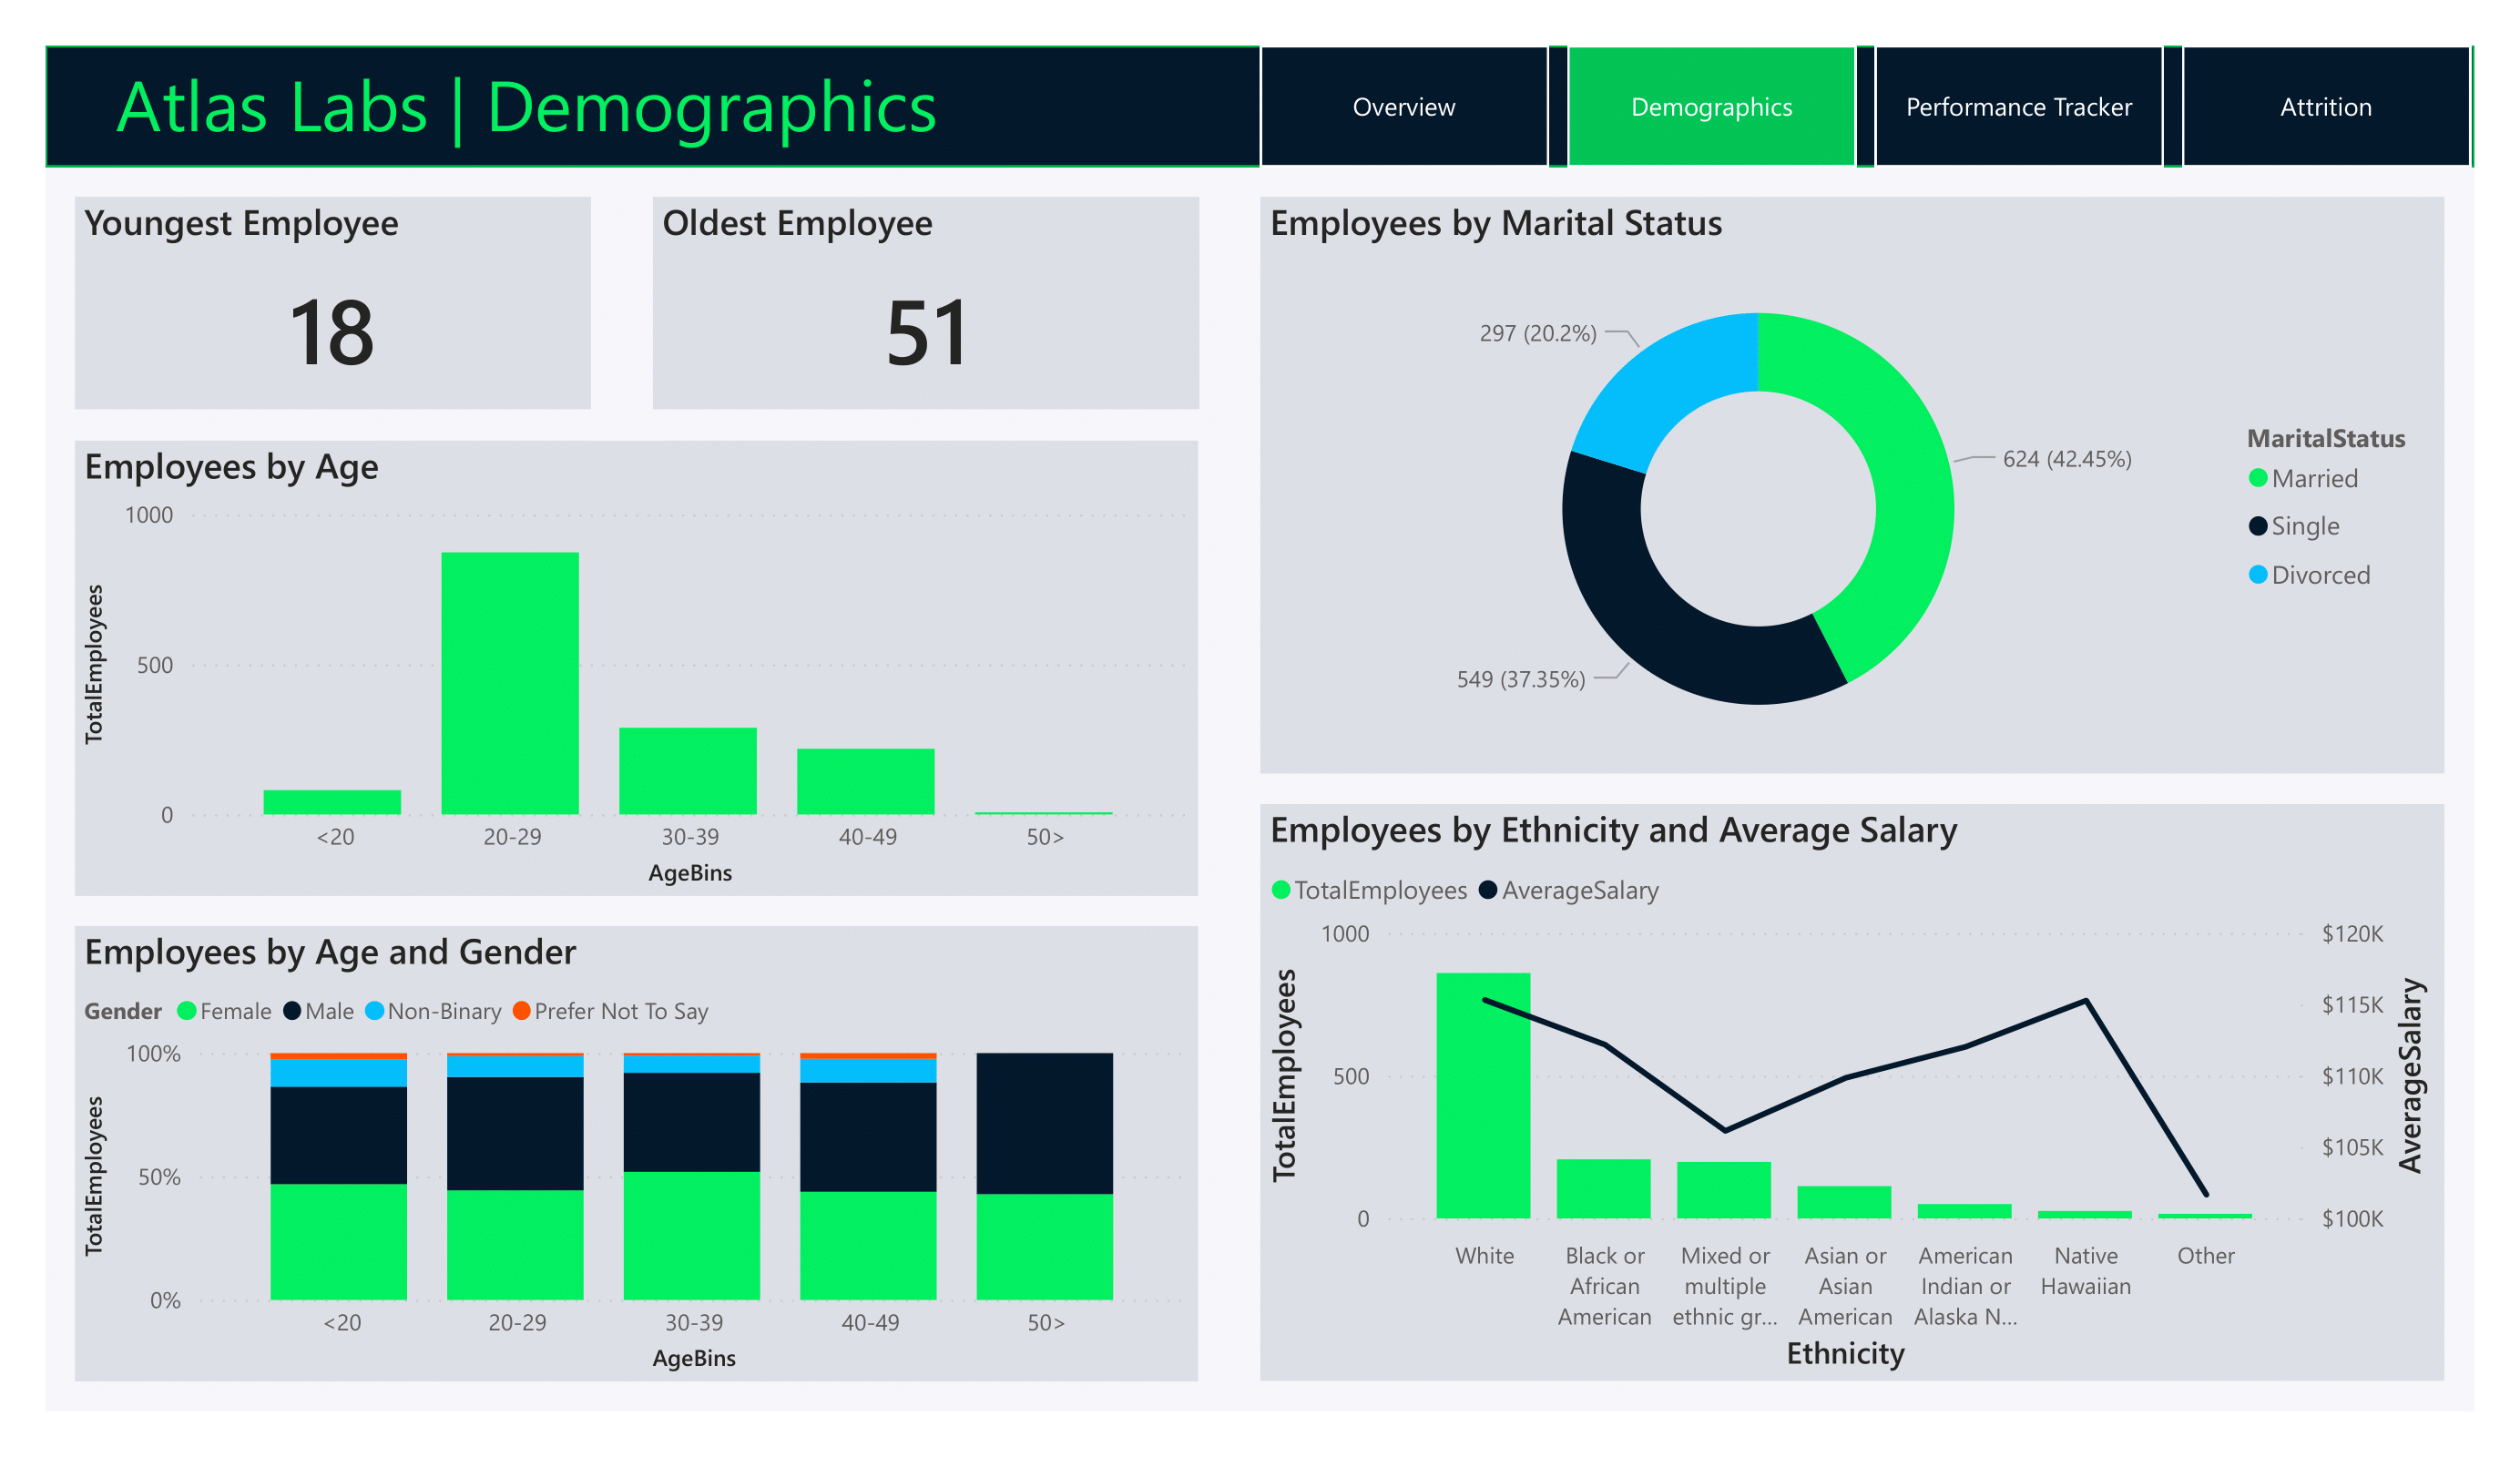 Atlas Labs | Demographics
Overview
Demographics
Performance Tracker
Attrition
Youngest Employee
18
Oldest Employee
51
Employees by Age
TotalEmployees
1000
500
0
<20
20-29
30-39
40-49
50>
AgeBins
Employees by Age and Gender
Gender Female Male Non-Binary Prefer Not To Say
TotalEmployees
100%
50%
0%
<20
20-29
30-39
40-49
50>
AgeBins
Employees by Marital Status
297 (20.2%)
624 (42.45%)
549 (37.35%)
MaritalStatus
Married
Single
Divorced
Employees by Ethnicity and Average Salary
TotalEmployees AverageSalary
TotalEmployees
1000
500
0
$120K
$115K
$110K
$105K
$100K
AverageSalary
White
Black or
African
American
Mixed or
multiple
ethnic gr...
Asian or
Asian
American
American
Indian or
Alaska N...
Native
Hawaiian
Other
Ethnicity